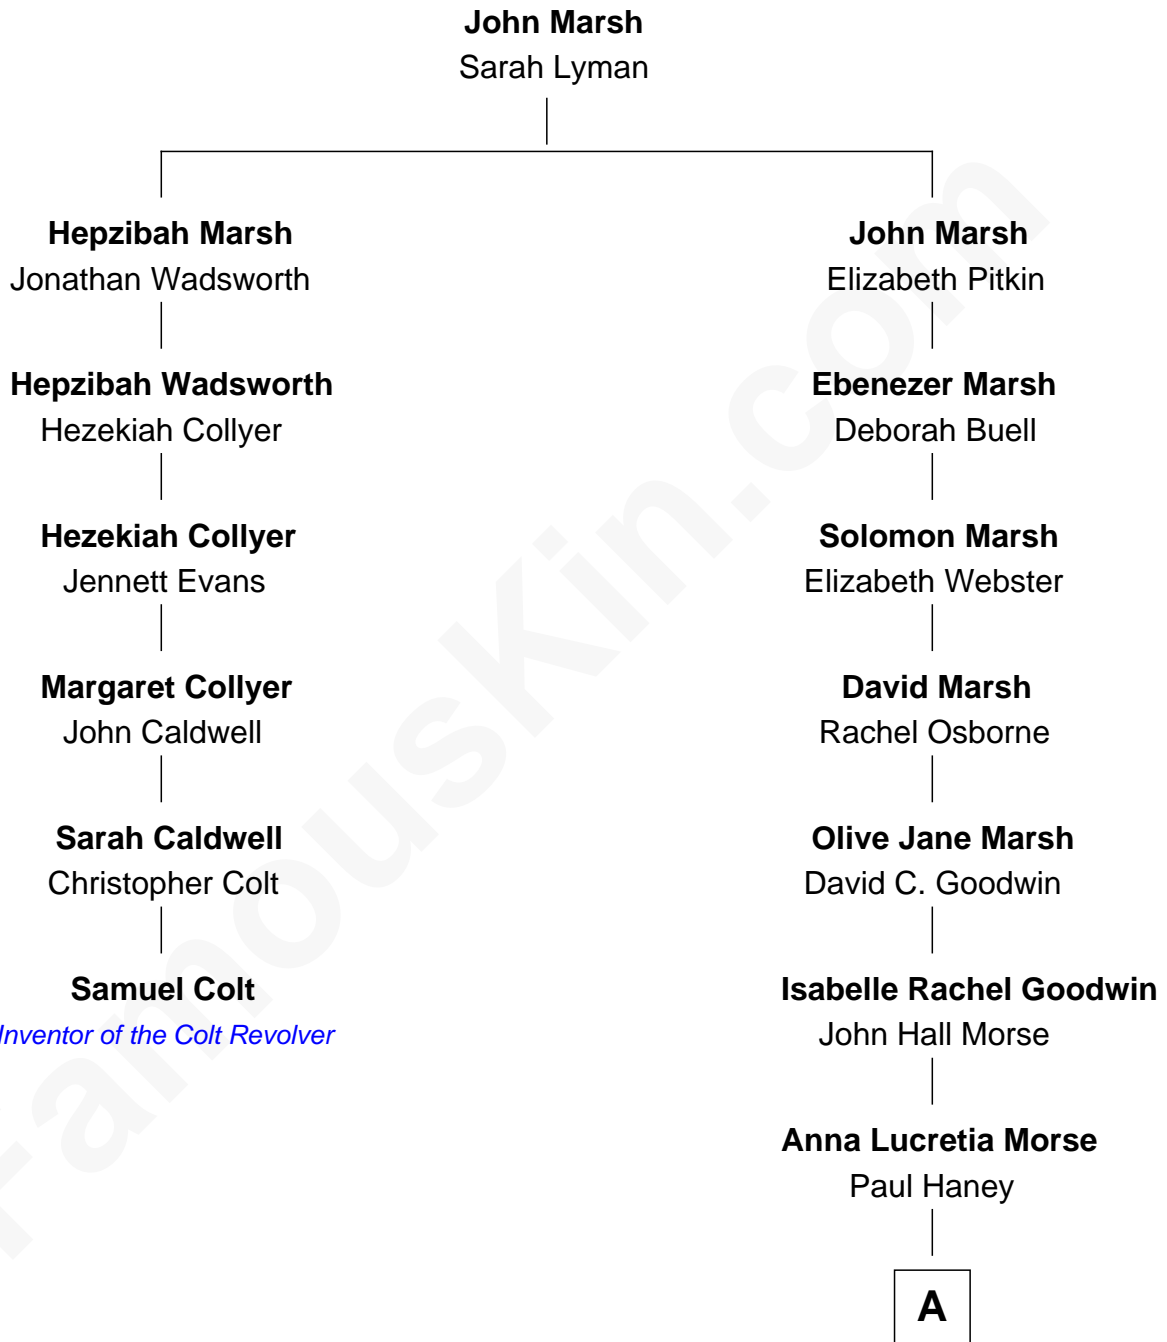 John Marsh
Sarah Lyman
Hepzibah Marsh
Jonathan Wadsworth
John Marsh
Elizabeth Pitkin
Hepzibah Wadsworth
Hezekiah Collyer
Ebenezer Marsh
Deborah Buell
Hezekiah Collyer
Jennett Evans
Solomon Marsh
Elizabeth Webster
Margaret Collyer
John Caldwell
David Marsh
Rachel Osborne
Sarah Caldwell
Christopher Colt
Olive Jane Marsh
David C. Goodwin
Samuel Colt
Inventor of the Colt Revolver
Isabelle Rachel Goodwin
John Hall Morse
Anna Lucretia Morse
Paul Haney
A
FamousKin.com